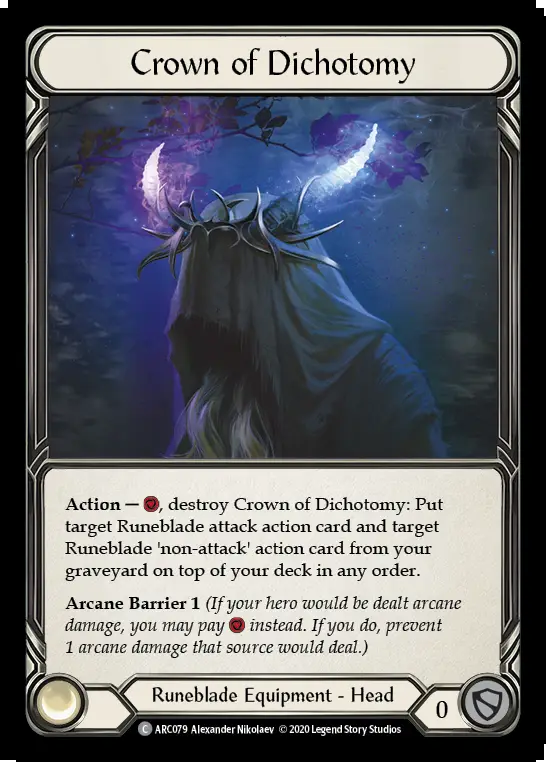 Crown of Dichotomy
Action — , destroy Crown of Dichotomy: Put
target Runeblade attack action card and target
Runeblade 'non-attack' action card from your
graveyard on top of your deck in any order.
Arcane Barrier 1 (If your hero would be dealt arcane
damage, you may pay instead. If you do, prevent
1 arcane damage that source would deal.)
Runeblade Equipment - Head
0
C ARC079 Alexander Nikolaev © 2020 Legend Story Studios